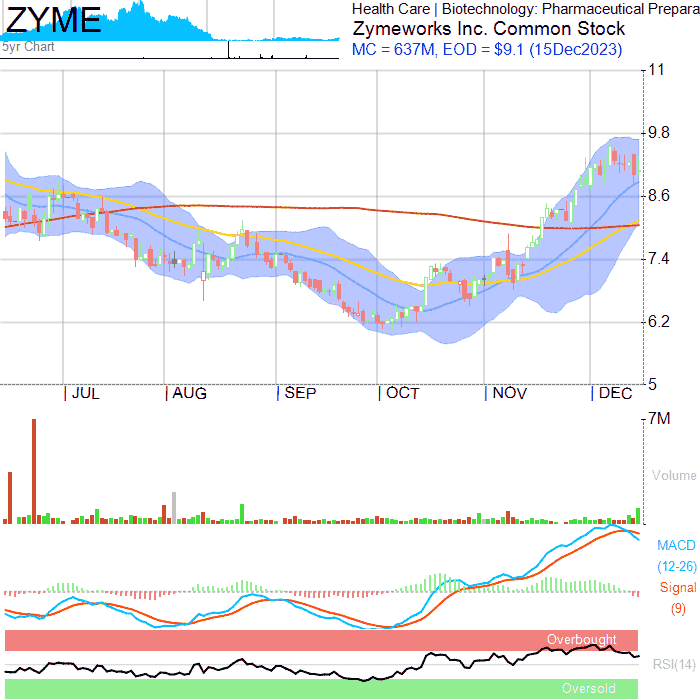 ZYME
5yr Chart
Health Care | Biotechnology: Pharmaceutical Prepara
Zymeworks Inc. Common Stock
MC = 637M, EOD = $9.1 (15Dec2023)
11
9.8
8.6
7.4
6.2
5
JUL
AUG
SEP
OCT
NOV
DEC
7M
Volume
MACD
(12-26)
Signal
(9)
Overbought
RSI(14)
Oversold